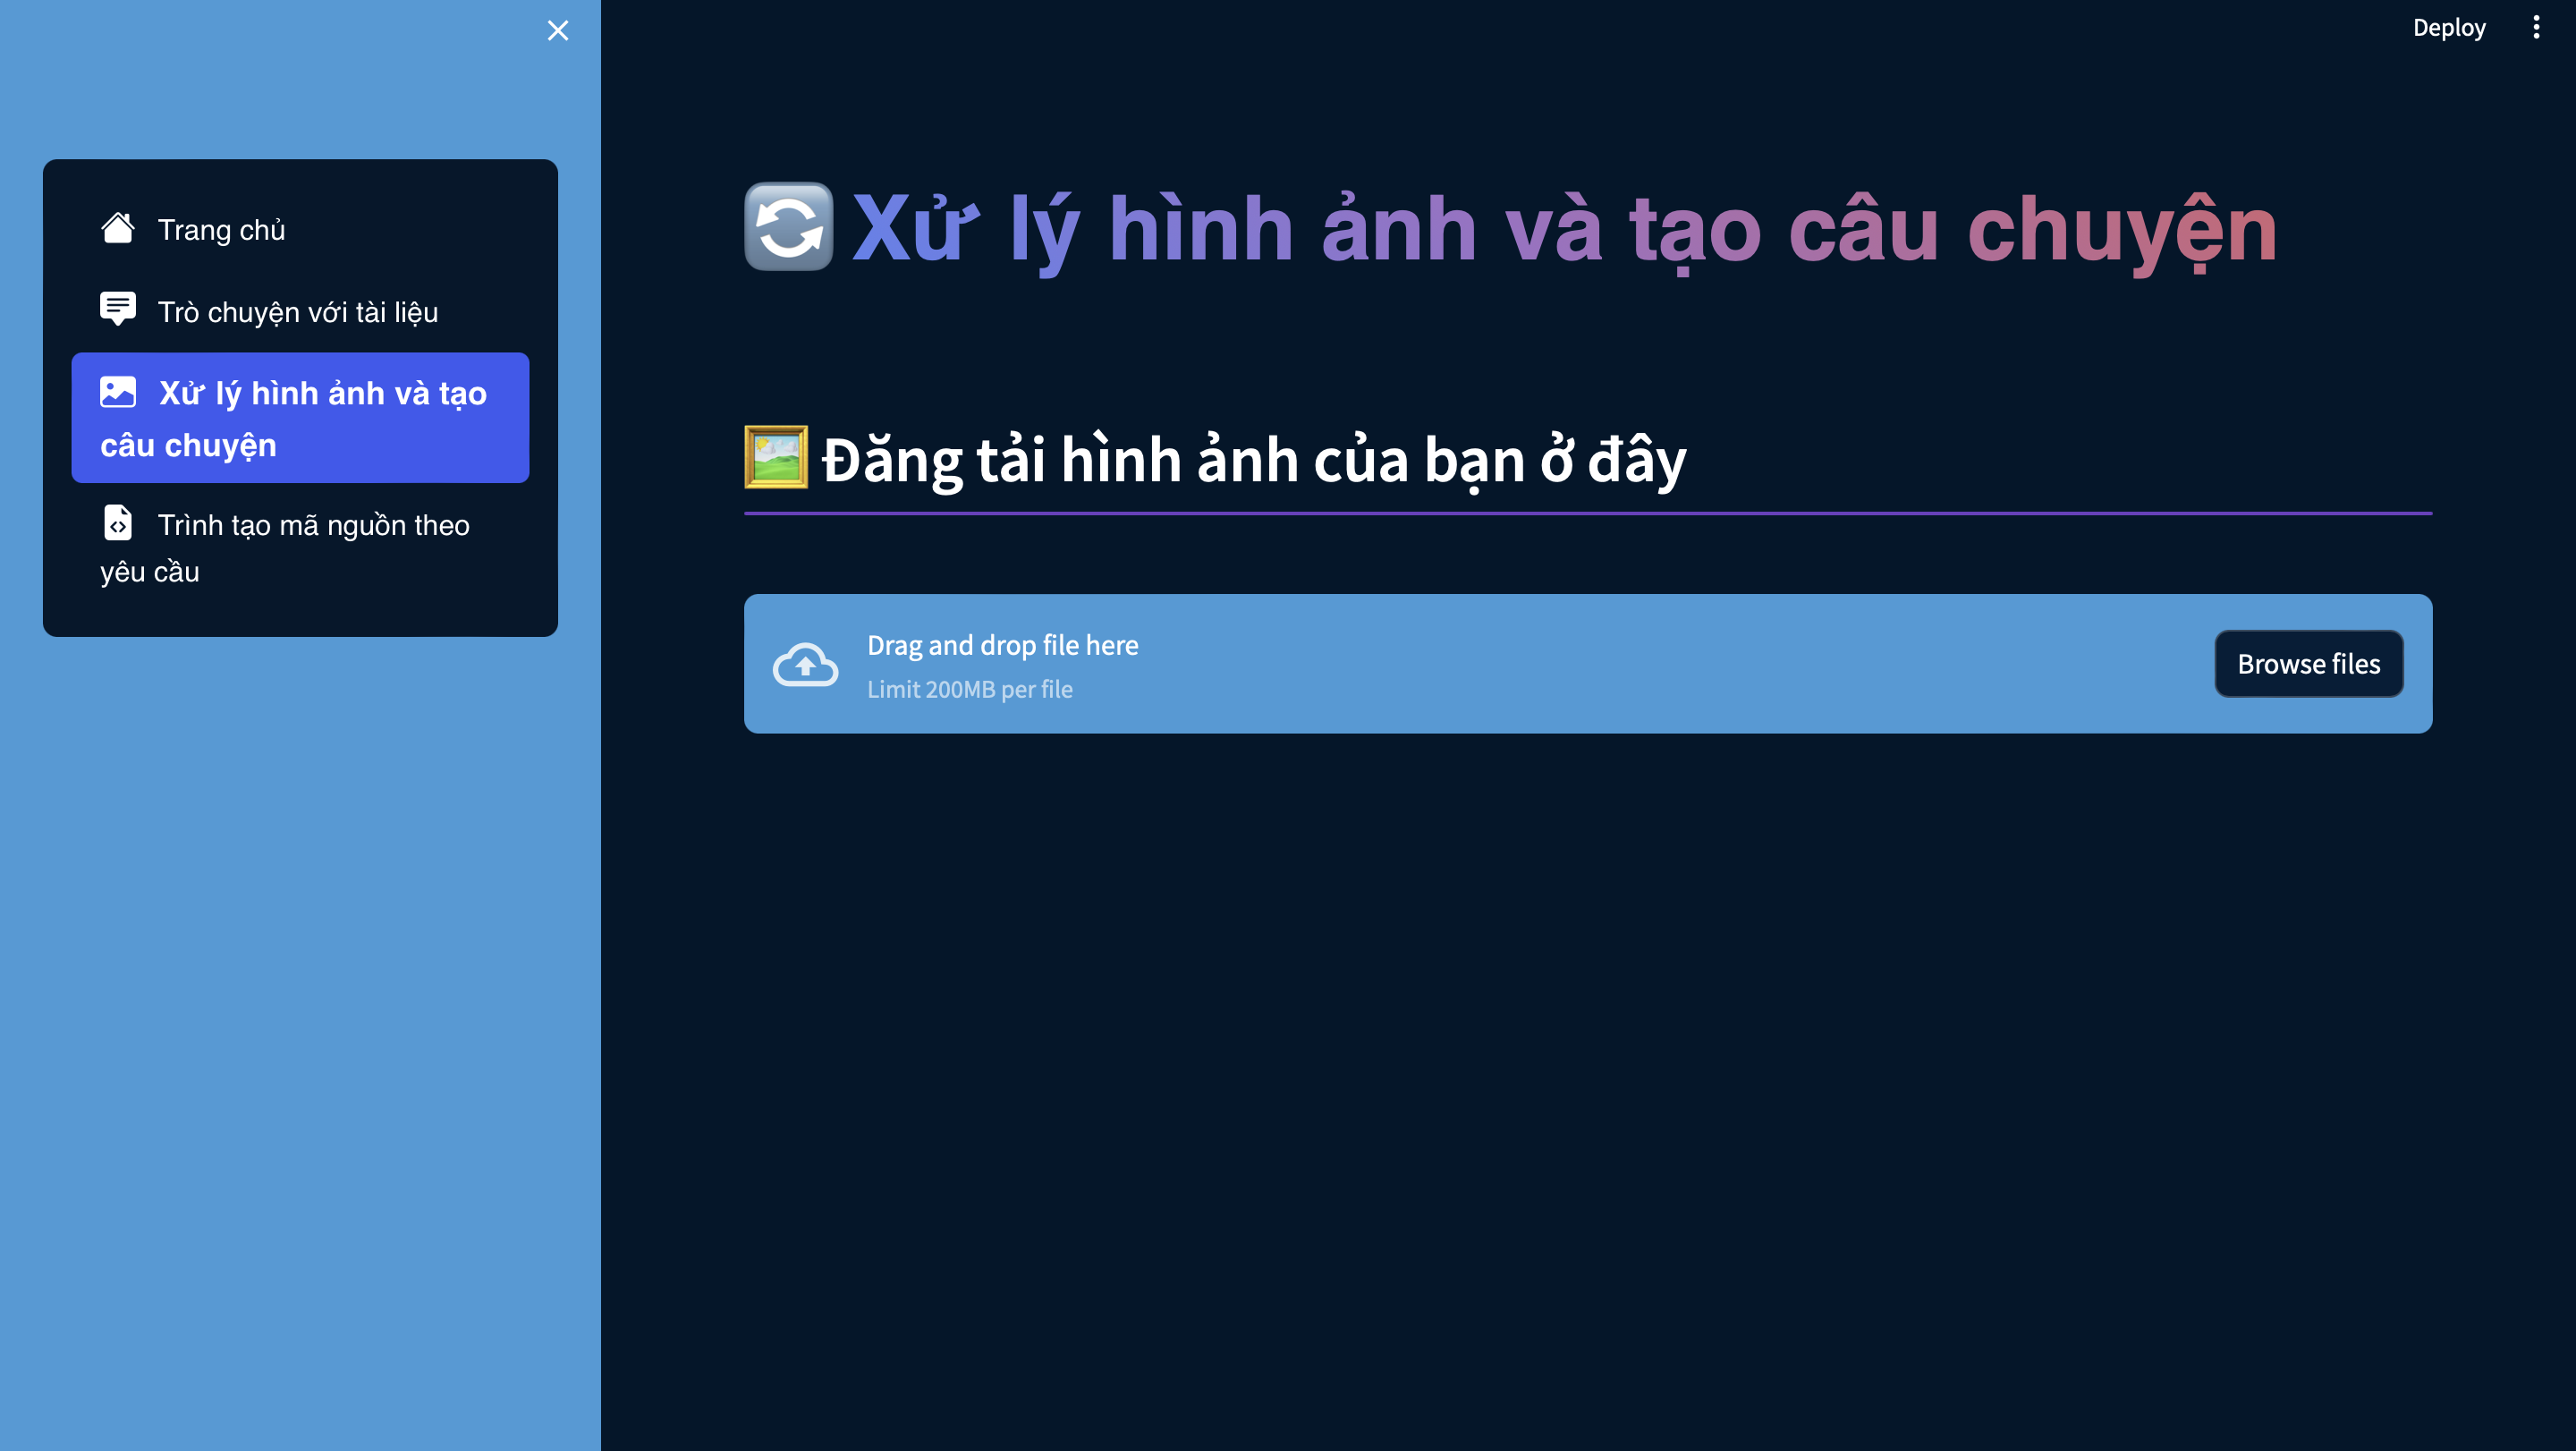 Deploy
Trang chủ
Trò chuyện với tài liệu
Xử lý hình ảnh và tạo
câu chuyện
Trình tạo mã nguồn theo
yêu cầu
Xử lý hình ảnh và tạo câu chuyện
Đăng tải hình ảnh của bạn ở đây
Drag and drop file here
Limit 200MB per file
Browse files